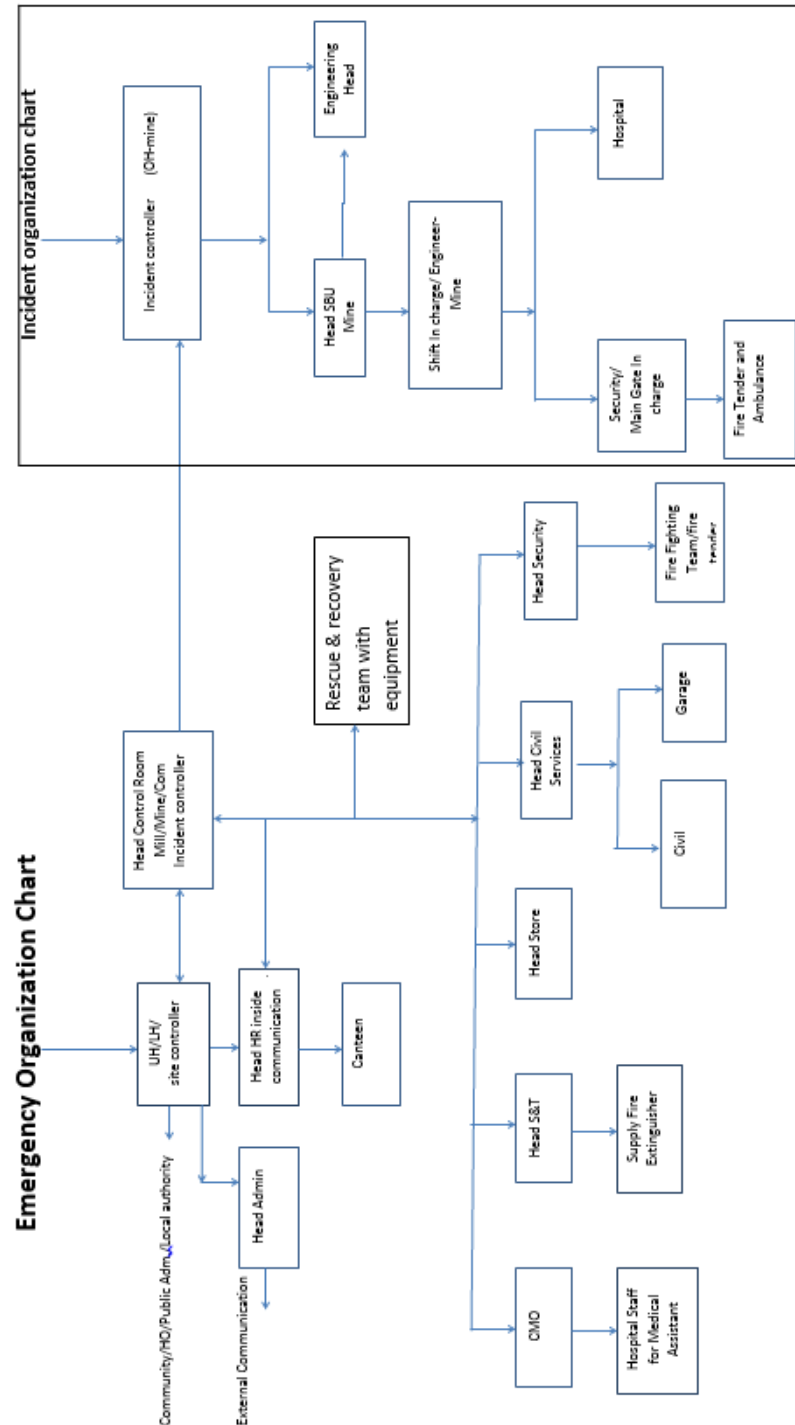 Emergency Organization Chart
Incident organization chart
UH/LH/
site controller
Head Control Room
Mill/Mine/Com
Incident controller
Incident controller (OH-mine)
Community/HO/Public Adm,/Local authority
Head Admin
External Communication
Head HR inside
communication
Canteen
Rescue & recovery
team with
equipment
Head SBU
Mine
Engineering
Head
Shift In charge/ Engineer-
Mine
Security/
Main Gate In
charge
Hospital
Fire Tender and
Ambulance
CMO
Head S&T
Head Store
Head Civil
Services
Head Security
Hospital Staff
for Medical
Assistant
Supply Fire
Extinguisher
Civil
Garage
Fire Fighting
Team/fire
tender